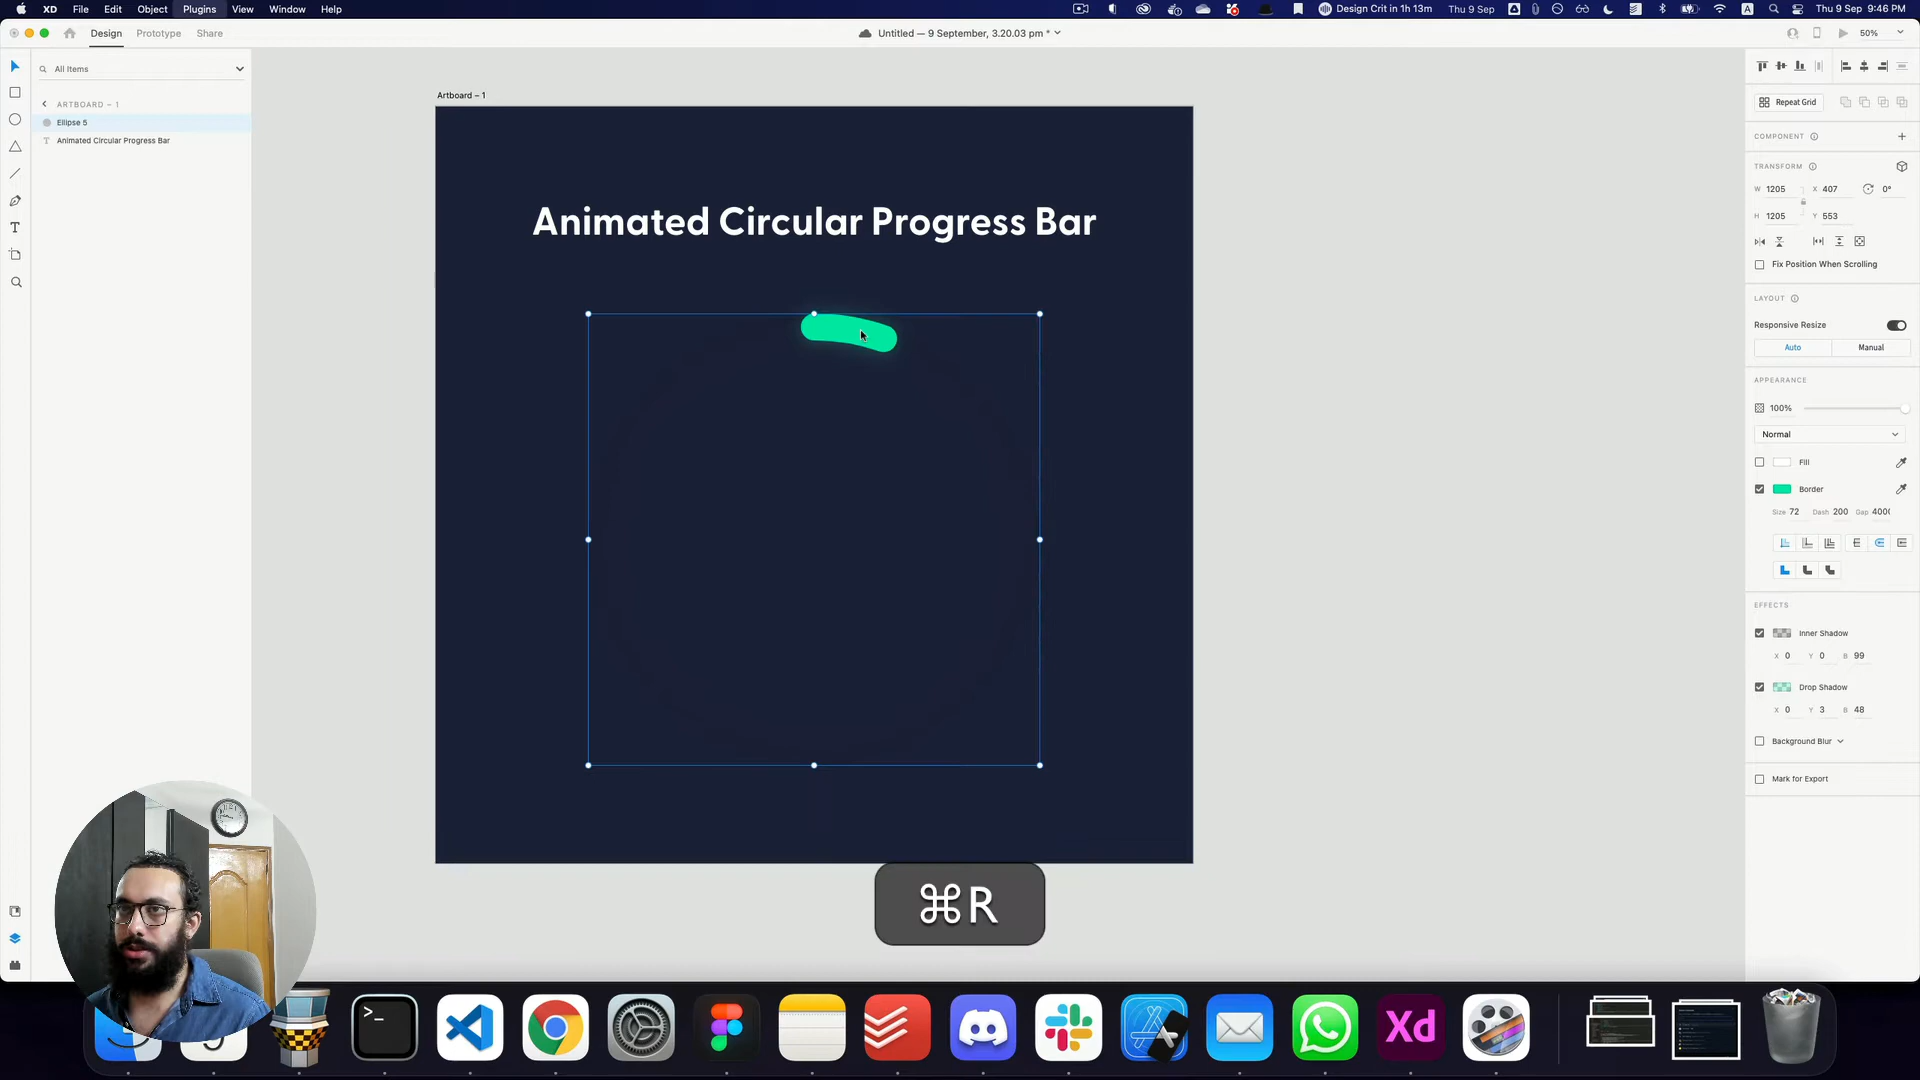 XD File Edit Object Plugins View Window Help
Design Crit in 1h 13m Thu 9 Sep Thu 9 Sep 9:46 PM
Design Prototype Share
Untitled — 9 September, 3.20.03 pm *
50%
All Items
ARTBOARD – 1
Ellipse 5
Animated Circular Progress Bar
Artboard – 1
Animated Circular Progress Bar
⌘R
Repeat Grid
COMPONENT
TRANSFORM
W 1205 X 407 0°
H 1205 Y 553
Fix Position When Scrolling
LAYOUT
Responsive Resize
Auto Manual
APPEARANCE
100%
Normal
Fill
Border
Size 72 Dash 200 Gap 400
EFFECTS
Inner Shadow
X 0 Y 0 B 99
Drop Shadow
X 0 Y 3 B 48
Background Blur
Mark for Export
>_
Xd